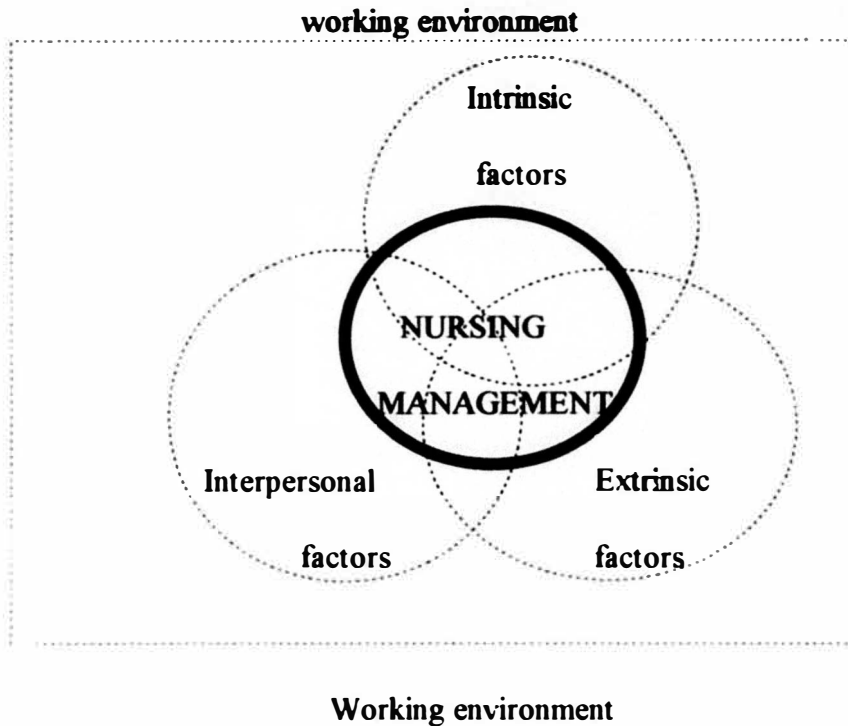 working environment
Intrinsic
factors
NURSING
MANAGEMENT
Interpersonal
Extrinsic
factors
factors
Working environment